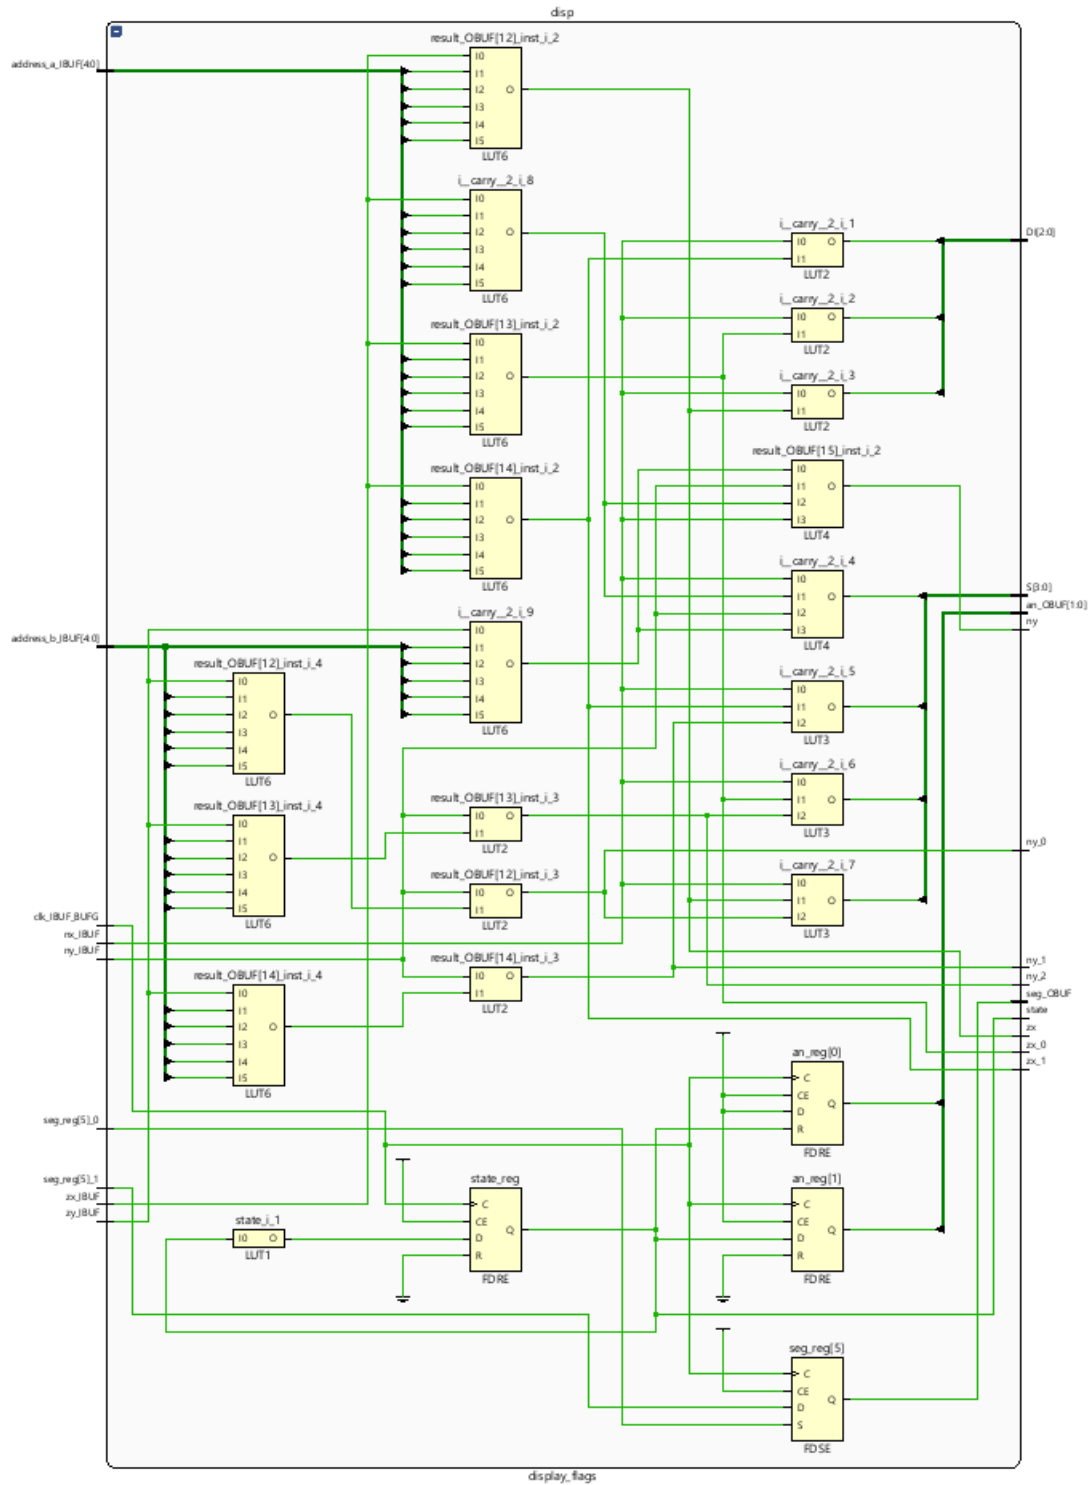 disp
address_a_IBUF[4:0]
result_OBUF[12]_inst_i_2
I0
I1
I2
I3
I4
I5
O
LUT6
i__carry__2_i_8
I0
I1
I2
I3
I4
I5
O
LUT6
result_OBUF[13]_inst_i_2
I0
I1
I2
I3
I4
I5
O
LUT6
result_OBUF[14]_inst_i_2
I0
I1
I2
I3
I4
I5
O
LUT6
i__carry__2_i_9
I0
I1
I2
I3
I4
I5
O
LUT6
address_b_IBUF[4:0]
result_OBUF[12]_inst_i_4
I0
I1
I2
I3
I4
I5
O
LUT6
result_OBUF[13]_inst_i_4
I0
I1
I2
I3
I4
I5
O
LUT6
result_OBUF[14]_inst_i_4
I0
I1
I2
I3
I4
I5
O
LUT6
result_OBUF[13]_inst_i_3
I0
I1
O
LUT2
result_OBUF[12]_inst_i_3
I0
I1
O
LUT2
result_OBUF[14]_inst_i_3
I0
I1
O
LUT2
clk_IBUF_BUFG
nx_IBUF
ny_IBUF
seg_reg[5]_0
seg_reg[5]_1
zx_IBUF
zy_IBUF
state_i_1
I0
O
LUT1
state_reg
C
CE
D
R
Q
FDRE
i__carry__2_i_1
I0
I1
O
LUT2
i__carry__2_i_2
I0
I1
O
LUT2
i__carry__2_i_3
I0
I1
O
LUT2
result_OBUF[15]_inst_i_2
I0
I1
I2
I3
O
LUT4
i__carry__2_i_4
I0
I1
I2
I3
O
LUT4
i__carry__2_i_5
I0
I1
I2
O
LUT3
i__carry__2_i_6
I0
I1
I2
O
LUT3
i__carry__2_i_7
I0
I1
I2
O
LUT3
an_reg[0]
C
CE
D
R
Q
FDRE
an_reg[1]
C
CE
D
R
Q
FDRE
seg_reg[5]
C
CE
D
S
Q
FDSE
DI[2:0]
S[3:0]
an_OBUF[1:0]
ny
ny_0
ny_1
ny_2
seg_OBUF
state
zx
zx_0
zx_1
display_flags